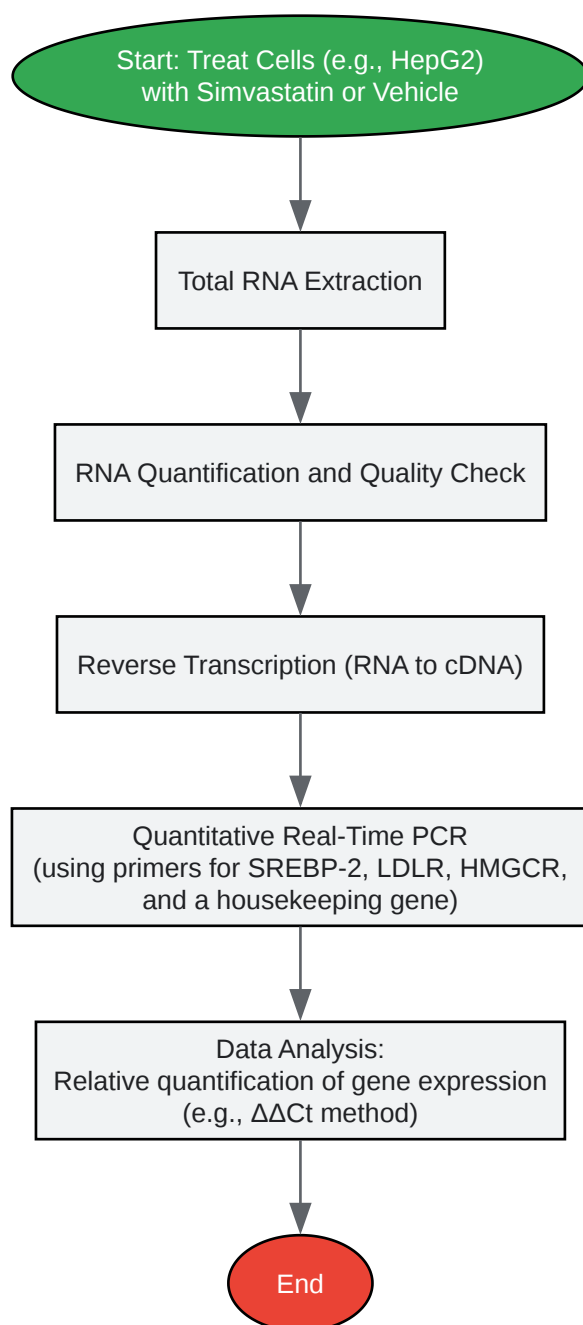 Start: Treat Cells (e.g., HepG2)
with Simvastatin or Vehicle
Total RNA Extraction
RNA Quantification and Quality Check
Reverse Transcription (RNA to cDNA)
Quantitative Real-Time PCR
(using primers for SREBP-2, LDLR, HMGCR,
and a housekeeping gene)
Data Analysis:
Relative quantification of gene expression
(e.g., ΔΔCt method)
End